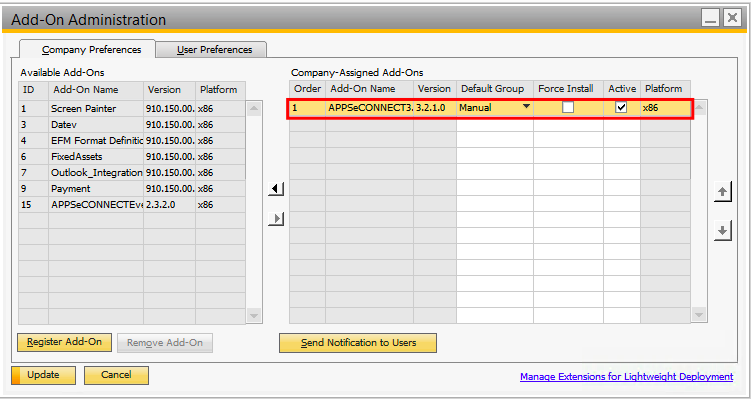 Add-On Administration
Company Preferences User Preferences
Available Add-Ons Company-Assigned Add-Ons
ID Add-On Name Version Platform Order Add-On Name Version Default Group Force Install Active Platform
1 Screen Painter 910.150.00. x86 1 APPSeCONNECT3. 3.2.1.0 Manual x86
3 Datev 910.150.00. x86
4 EFM Format Definitic 910.150.00. x86
6 FixedAssets 910.150.00. x86
7 Outlook_Integration 910.150.00. x86
9 Payment 910.150.00. x86
15 APPSeCONNECTEve 2.3.2.0 x86
Register Add-On Remove Add-On Send Notification to Users
Update Cancel Manage Extensions for Lightweight Deployment